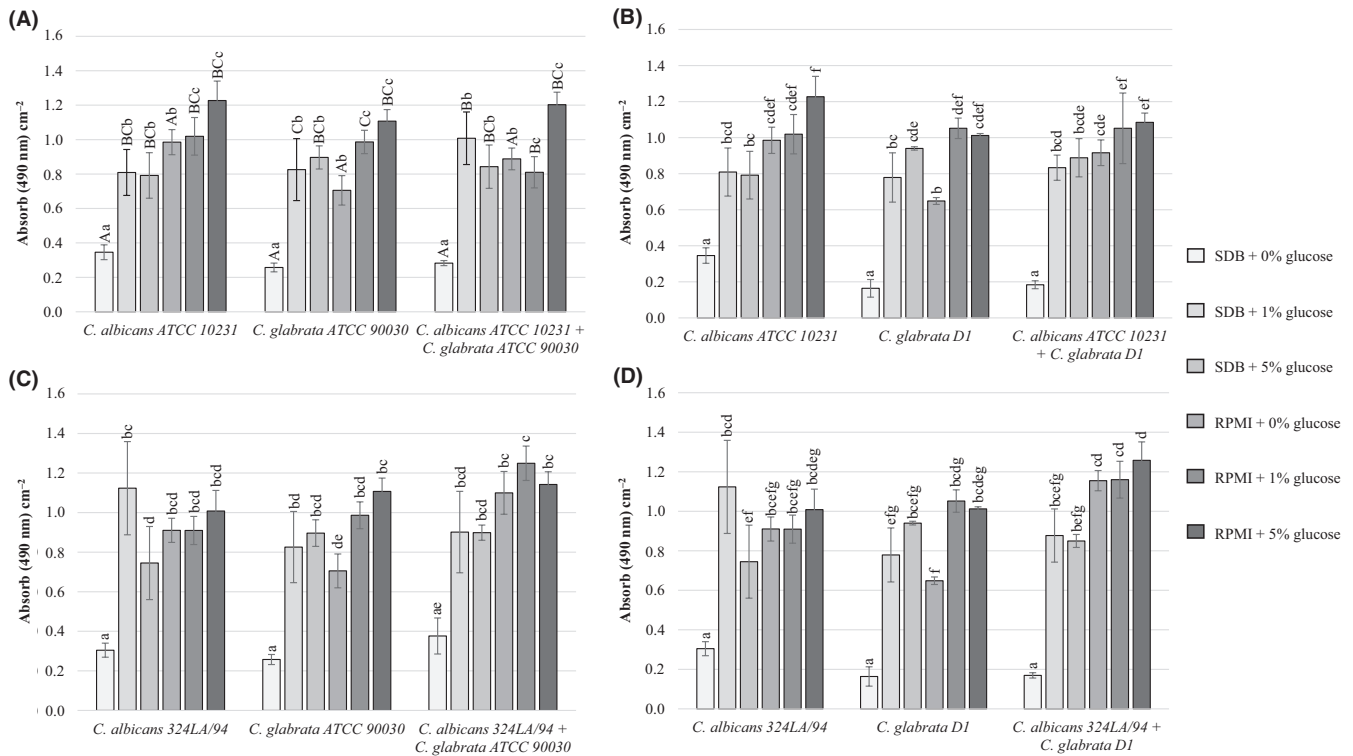 (A)
Absorb (490 nm) cm⁻²
1.6
1.4
1.2
1.0
0.8
0.6
0.4
0.2
0.0
Aa
BCb
BCb
Ab
BCc
BCc
Aa
Cb
BCb
Ab
Cc
BCc
Aa
Bb
BCb
Ab
Bc
BCc
C. albicans ATCC 10231
C. glabrata ATCC 90030
C. albicans ATCC 10231 +
C. glabrata ATCC 90030
(B)
Absorb (490 nm) cm⁻²
1.6
1.4
1.2
1.0
0.8
0.6
0.4
0.2
0.0
a
bcd
bc
cdef
cdef
f
a
bc
cde
b
def
cdef
a
bcd
bcde
cde
ef
ef
C. albicans ATCC 10231
C. glabrata D1
C. albicans ATCC 10231
+ C. glabrata D1
(C)
Absorb (490 nm) cm⁻²
1.6
1.4
1.2
1.0
0.8
0.6
0.4
0.2
0.0
a
bc
d
bcd
bcd
bcd
a
bcd
bcd
de
bcd
bc
ae
bcd
bcd
bc
c
bc
C. albicans 324LA/94
C. glabrata ATCC 90030
C. albicans 324LA/94 +
C. glabrata ATCC 90030
(D)
Absorb (490 nm) cm⁻²
1.6
1.4
1.2
1.0
0.8
0.6
0.4
0.2
0.0
a
bcd
ef
bcefg
bcefg
bcdeg
a
efg
bcefg
f
bcdg
bcdeg
a
bcefg
bcefg
cd
cd
d
C. albicans 324LA/94
C. glabrata D1
C. albicans 324LA/94 +
C. glabrata D1
SDB + 0% glucose
SDB + 1% glucose
SDB + 5% glucose
RPMI + 0% glucose
RPMI + 1% glucose
RPMI + 5% glucose